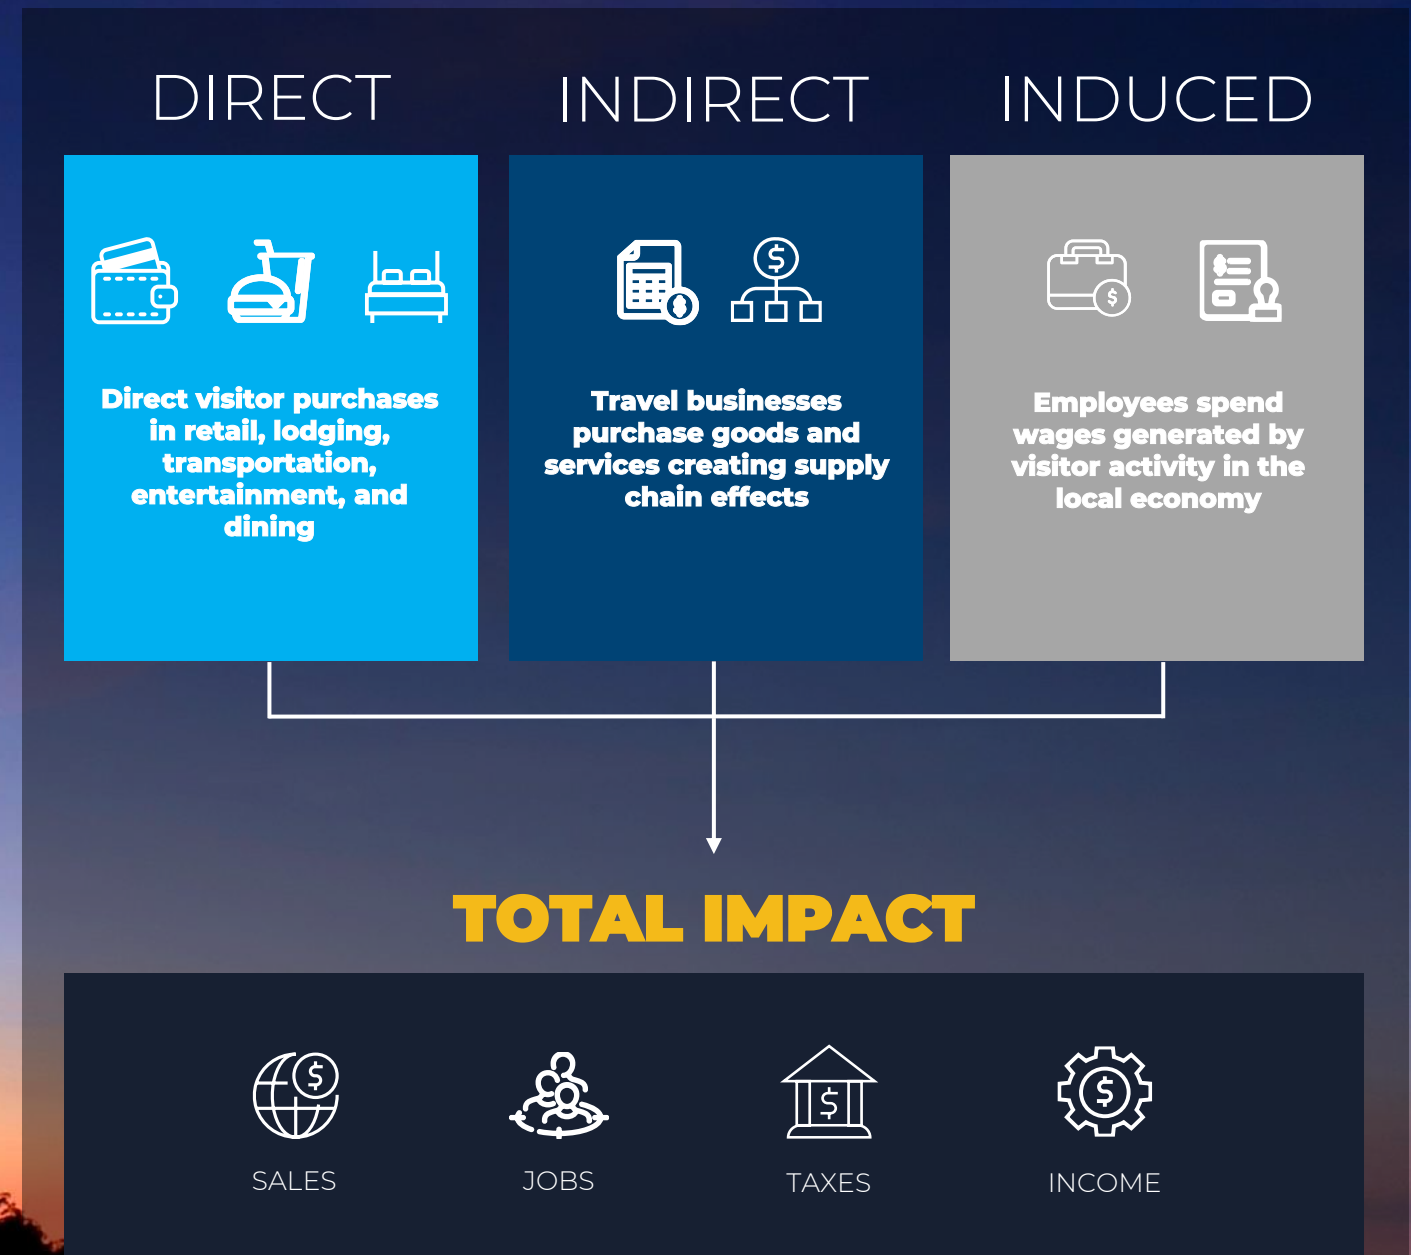 DIRECT
INDIRECT
INDUCED
Direct visitor purchases
in retail, lodging,
transportation,
entertainment, and
dining
Travel businesses
purchase goods and
services creating supply
chain effects
Employees spend
wages generated by
visitor activity in the
local economy
TOTAL IMPACT
SALES
JOBS
TAXES
INCOME